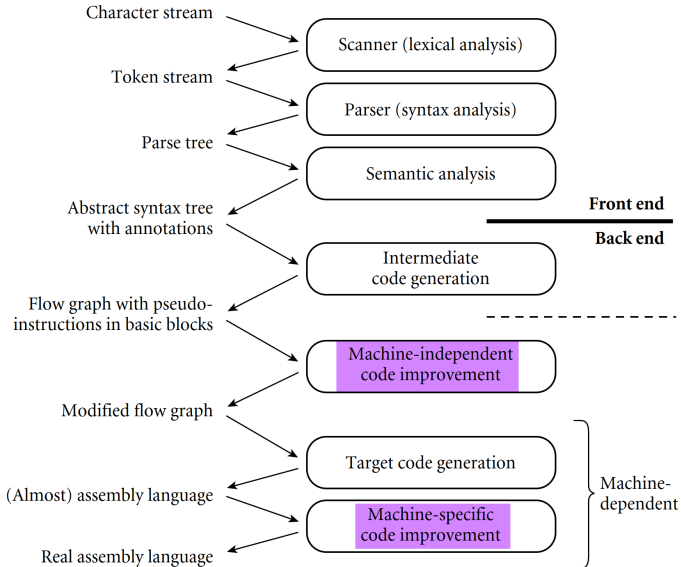 Character stream
Scanner (lexical analysis)
Token stream
Parser (syntax analysis)
Parse tree
Semantic analysis
Front end
Abstract syntax tree
with annotations
Back end
Intermediate
code generation
Flow graph with pseudo-
instructions in basic blocks
Machine-independent
code improvement
Modified flow graph
Target code generation
Machine-
dependent
(Almost) assembly language
Machine-specific
code improvement
Real assembly language